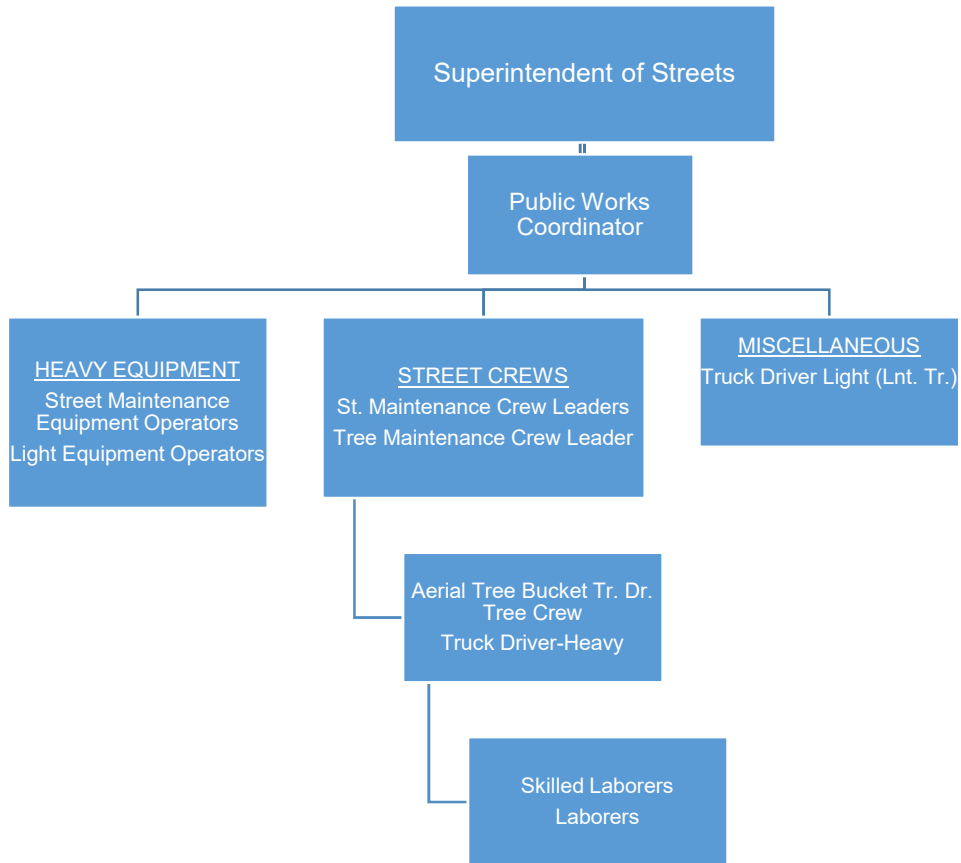 Superintendent of Streets
Public Works
Coordinator
HEAVY EQUIPMENT
Street Maintenance
Equipment Operators
Light Equipment Operators
STREET CREWS
St. Maintenance Crew Leaders
Tree Maintenance Crew Leader
MISCELLANEOUS
Truck Driver Light (Lnt. Tr.)
Aerial Tree Bucket Tr. Dr.
Tree Crew
Truck Driver-Heavy
Skilled Laborers
Laborers